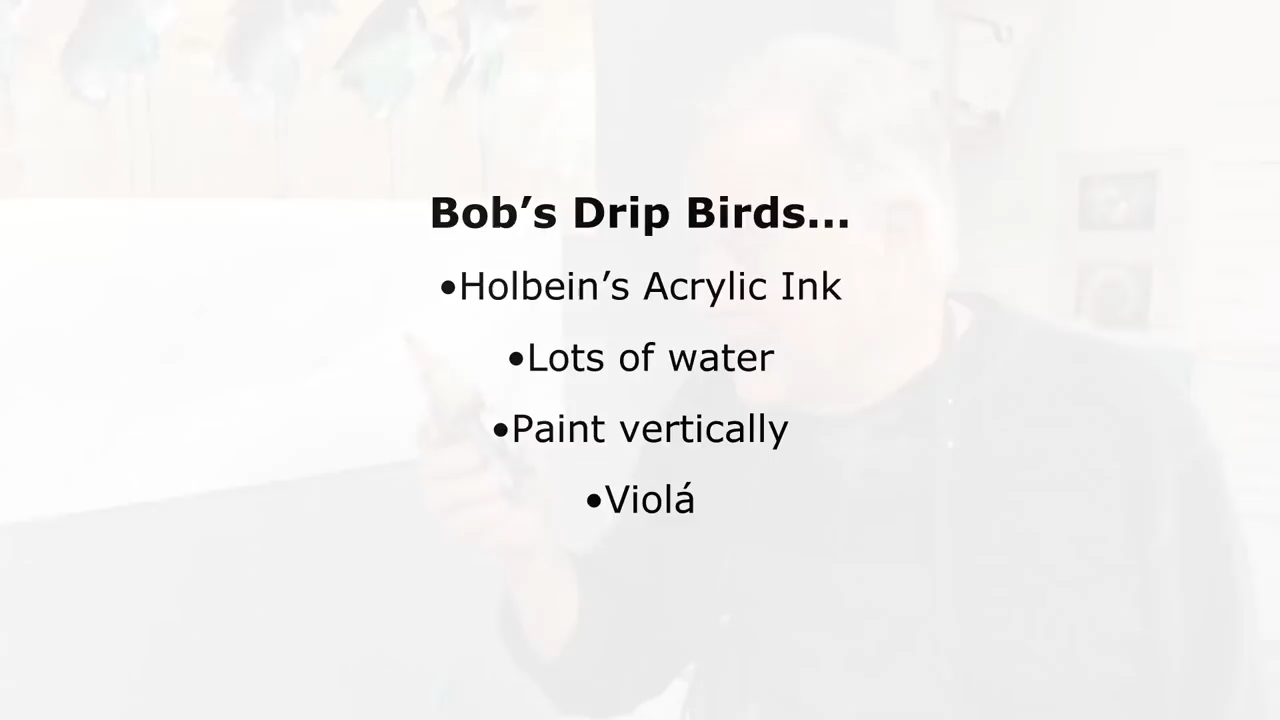 Bob’s Drip Birds...
•Holbein’s Acrylic Ink
•Lots of water
•Paint vertically
•Violá